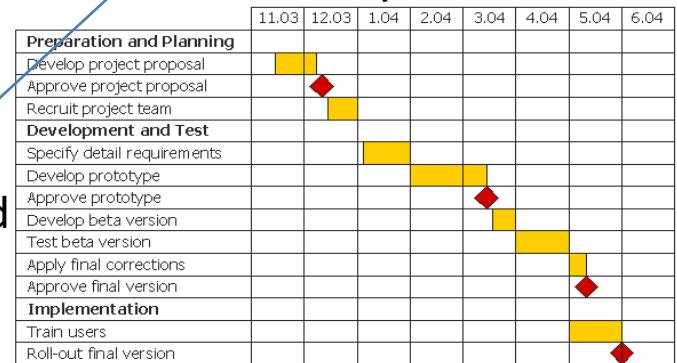 11.03 12.03 1.04 2.04 3.04 4.04 5.04 6.04
Preparation and Planning
Develop project proposal
Approve project proposal
Recruit project team
Development and Test
Specify detail requirements
Develop prototype
Approve prototype
Develop beta version
Test beta version
Apply final corrections
Approve final version
Implementation
Train users
Roll-out final version